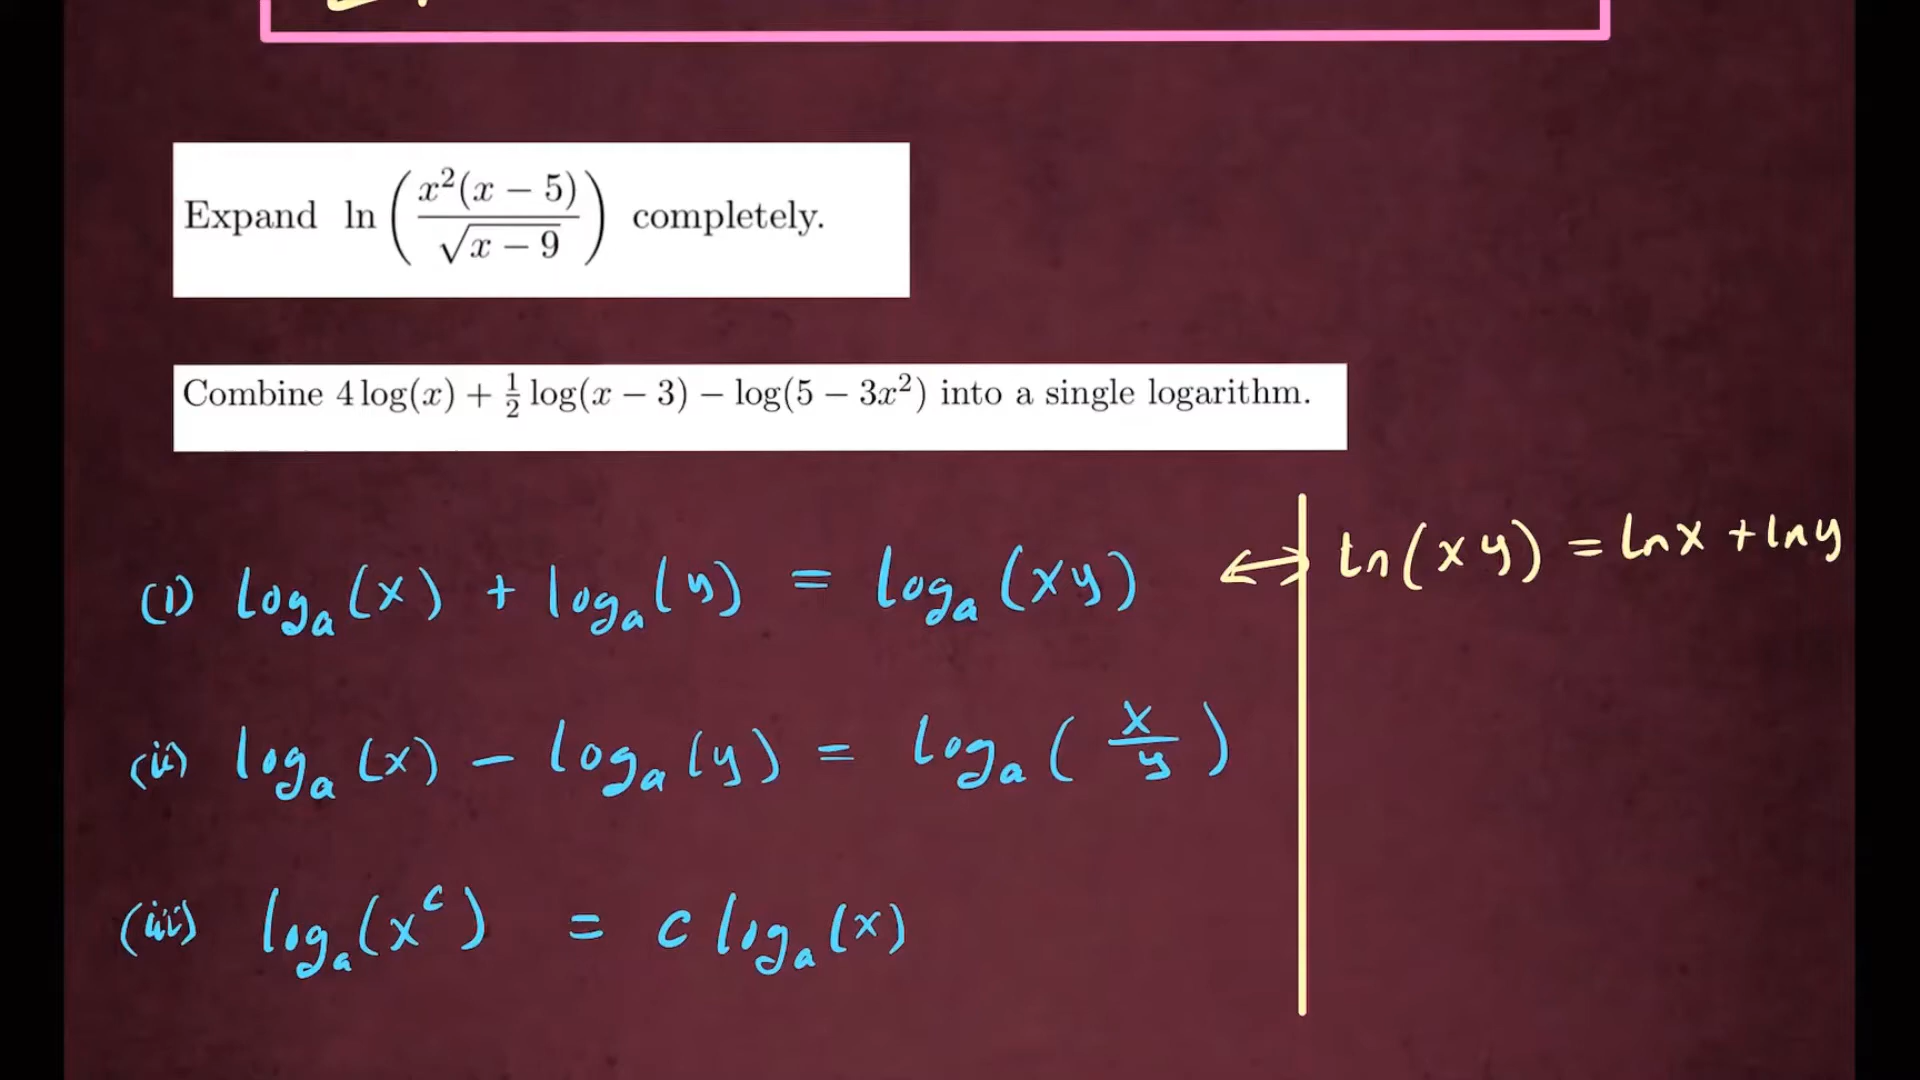 Expand ln (x²(x − 5) / √(x − 9)) completely.
Combine 4 log(x) + ½ log(x − 3) − log(5 − 3x²) into a single logarithm.
(i) logₐ(x) + logₐ(y) = logₐ(xy) ↔ ln(xy) = lnx + lny
(ii) logₐ(x) − logₐ(y) = logₐ(x/y)
(iii) logₐ(xᶜ) = c logₐ(x)